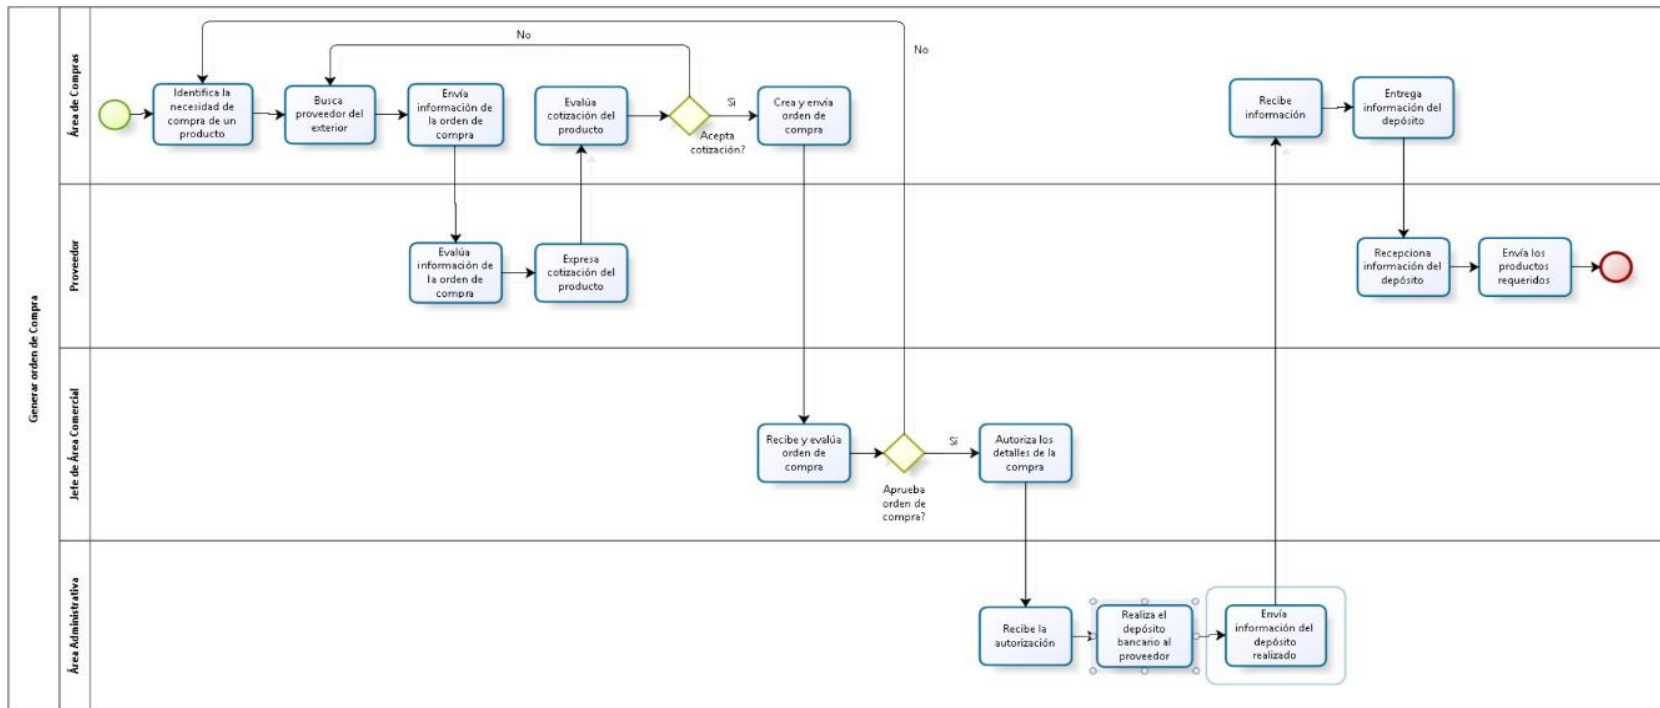 Generar orden de Compra
Área de Compras
No
No
Identifica la
necesidad de
compra de un
producto
Busca
proveedor del
exterior
Envía
información de
la orden de
compra
Evalúa
cotización del
producto
Si
Acepta
cotización?
Crea y envía
orden de
compra
Recibe
información
Entrega
información del
depósito
Proveedor
Evalúa
información de
la orden de
compra
Expresa
cotización del
producto
Recepciona
información del
depósito
Envía los
productos
requeridos
Jefe de Área Comercial
Recibe y evalúa
orden de
compra
Aprueba
orden de
compra?
Sí
Autoriza los
detalles de la
compra
Área Administrativa
Recibe la
autorización
Realiza el
depósito
bancario al
proveedor
Envía
información del
depósito
realizado